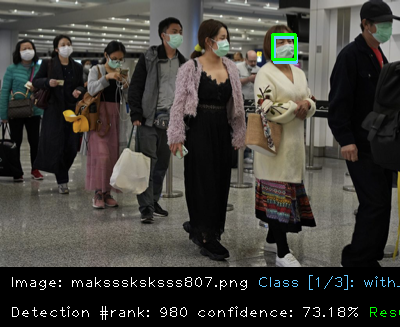 Image: maksssksksss807.png Class [1/3]: with_
Detection #rank: 980 confidence: 73.18% Res